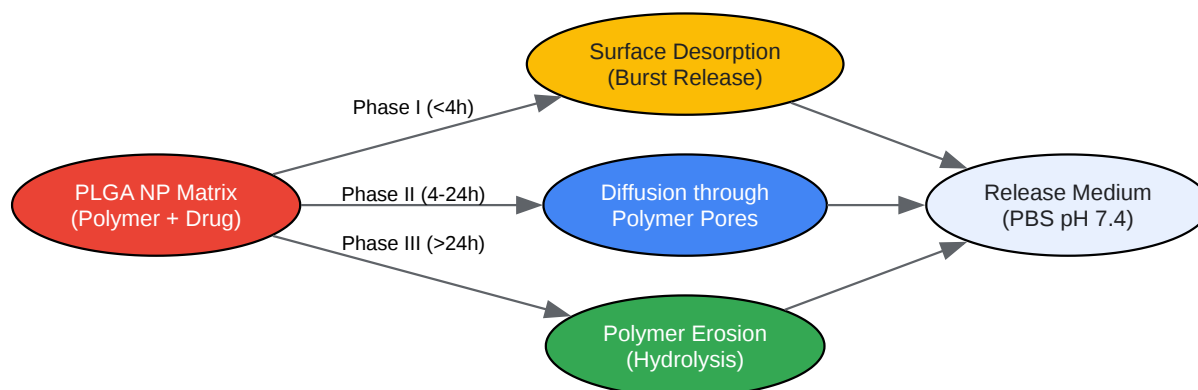 Surface Desorption
(Burst Release)
Phase I (<4h)
PLGA NP Matrix
(Polymer + Drug)
Phase II (4-24h)
Diffusion through
Polymer Pores
Release Medium
(PBS pH 7.4)
Phase III (>24h)
Polymer Erosion
(Hydrolysis)